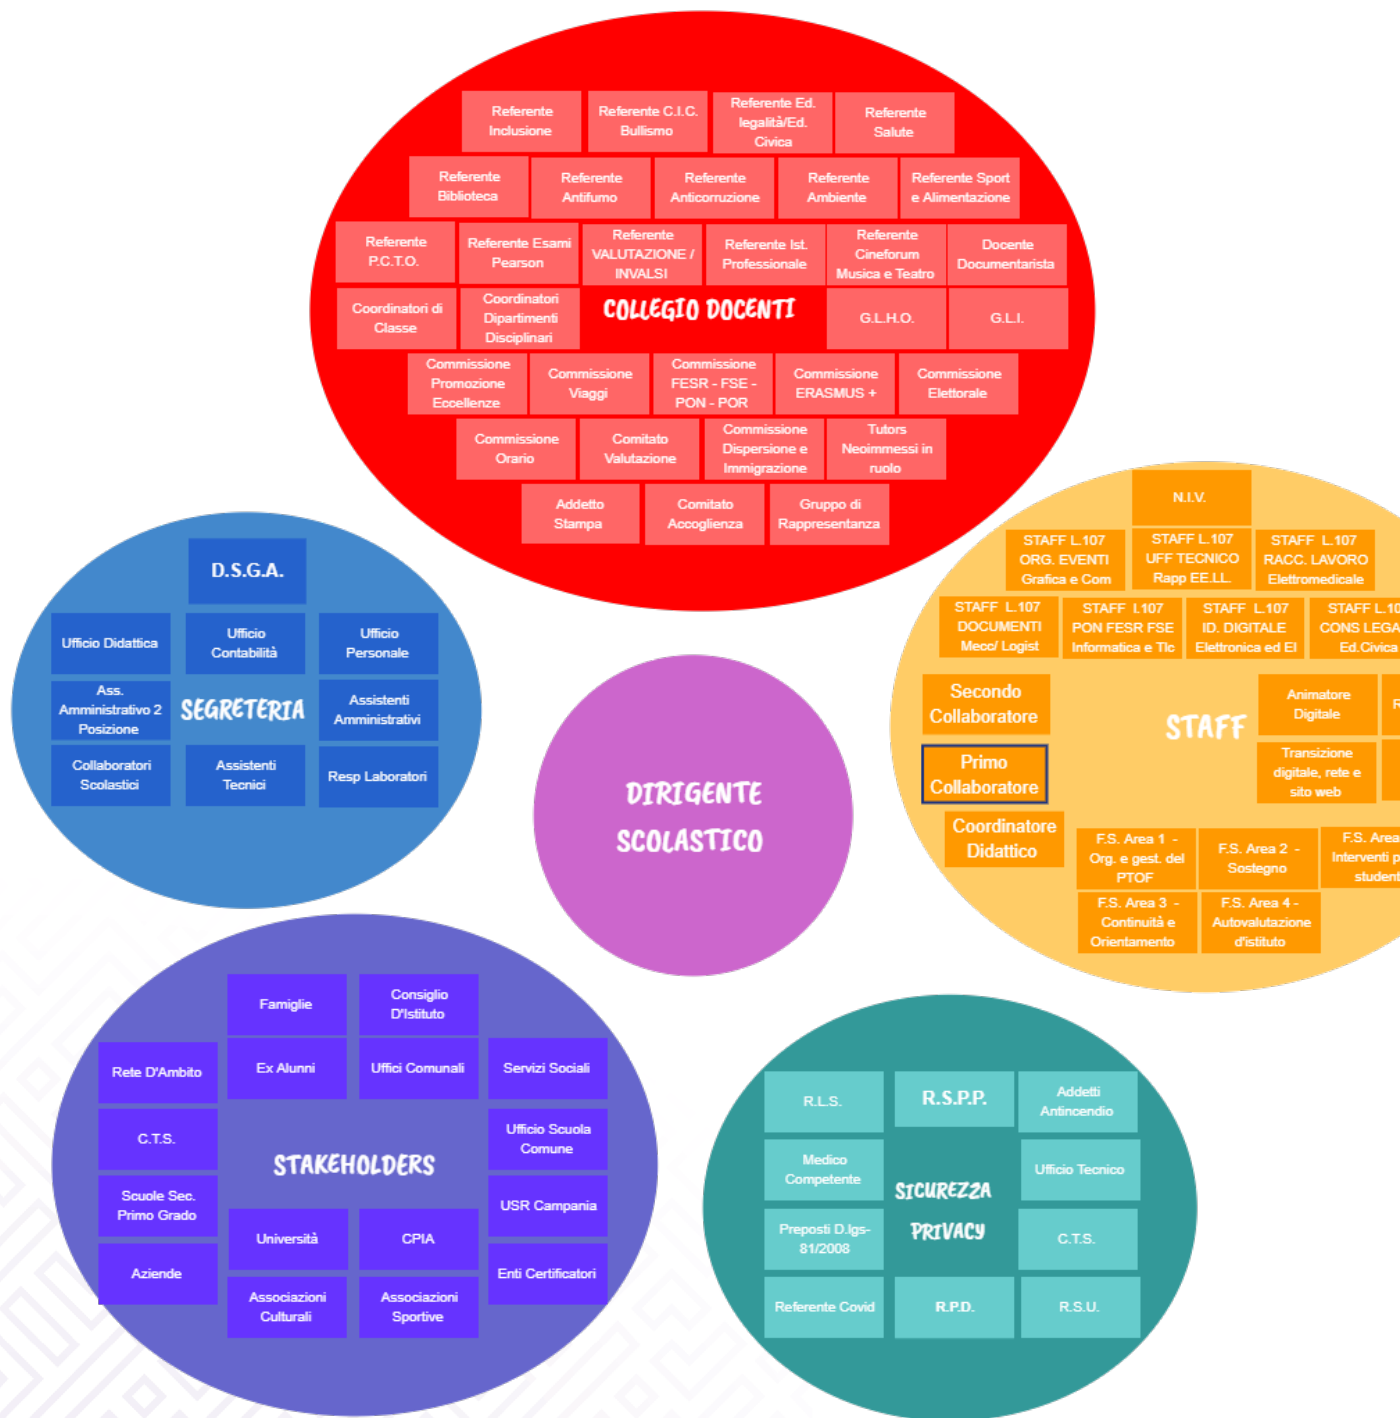 Referente
Inclusione
Referente C.I.C.
Bullismo
Referente Ed.
legalità/Ed.
Civica
Referente
Salute
Referente
Biblioteca
Referente
Antifumo
Referente
Anticorruzione
Referente
Ambiente
Referente Sport
e Alimentazione
Referente
P.C.T.O.
Referente Esami
Pearson
Referente
VALUTAZIONE /
INVALSI
Referente Ist.
Professionale
Referente
Cineforum
Musica e Teatro
Docente
Documentarista
Coordinatori di
Classe
Coordinatori
Dipartimenti
Disciplinari
COLLEGIO DOCENTI
G.L.H.O.
G.L.I.
Commissione
Promozione
Eccellenze
Commissione
Viaggi
Commissione
FESR - FSE -
PON - POR
Commissione
ERASMUS +
Commissione
Elettorale
Commissione
Orario
Comitato
Valutazione
Commissione
Dispersione e
Immigrazione
Tutors
Neoimmessi in
ruolo
Addetto
Stampa
Comitato
Accoglienza
Gruppo di
Rappresentanza
D.S.G.A.
Ufficio Didattica
Ufficio
Contabilità
Ufficio
Personale
Ass.
Amministrativo 2
Posizione
SEGRETERIA
Assistenti
Amministrativi
Collaboratori
Scolastici
Assistenti
Tecnici
Resp Laboratori
N.I.V.
STAFF L.107
ORG. EVENTI
Grafica e Com
STAFF L.107
UFF TECNICO
Rapp EE.LL.
STAFF L.107
RACC. LAVORO
Elettromedicale
STAFF L.107
DOCUMENTI
Mecc/ Logist
STAFF l.107
PON FESR FSE
Informatica e Tlc
STAFF L.107
ID. DIGITALE
Elettronica ed El
STAFF L.10
CONS LEGA
Ed.Civica
Secondo
Collaboratore
STAFF
Animatore
Digitale
R
Primo
Collaboratore
Transizione
digitale, rete e
sito web
Coordinatore
Didattico
F.S. Area 1 -
Org. e gest. del
PTOF
F.S. Area 2 -
Sostegno
F.S. Area
Interventi p
student
F.S. Area 3 -
Continuità e
Orientamento
F.S. Area 4 -
Autovalutazione
d'istituto
DIRIGENTE
SCOLASTICO
Famiglie
Consiglio
D'Istituto
Rete D'Ambito
Ex Alunni
Uffici Comunali
Servizi Sociali
C.T.S.
Ufficio Scuola
Comune
STAKEHOLDERS
Scuole Sec.
Primo Grado
USR Campania
Università
CPIA
Aziende
Enti Certificatori
Associazioni
Culturali
Associazioni
Sportive
R.L.S.
R.S.P.P.
Addetti
Antincendio
Medico
Competente
Ufficio Tecnico
SICUREZZA
PRIVACY
Preposti D.lgs-
81/2008
C.T.S.
Referente Covid
R.P.D.
R.S.U.